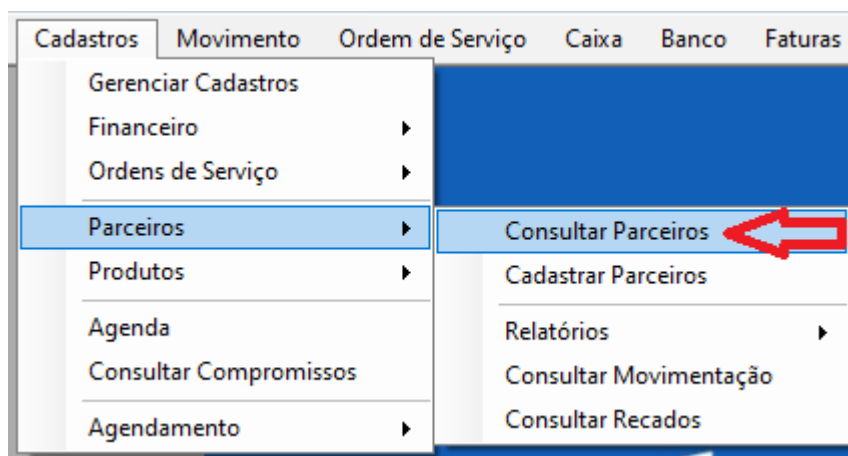 Cadastros Movimento Ordem de Serviço Caixa Banco Faturas
Gerenciar Cadastros
Financeiro
Ordens de Serviço
Parceiros
Produtos
Agenda
Consultar Compromissos
Agendamento
Consultar Parceiros
Cadastrar Parceiros
Relatórios
Consultar Movimentação
Consultar Recados